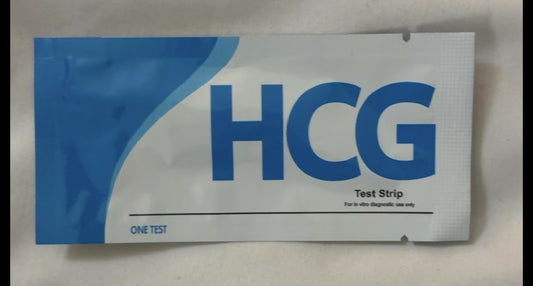 HCG
Test Strip
For in vitro diagnostic use only
ONE TEST